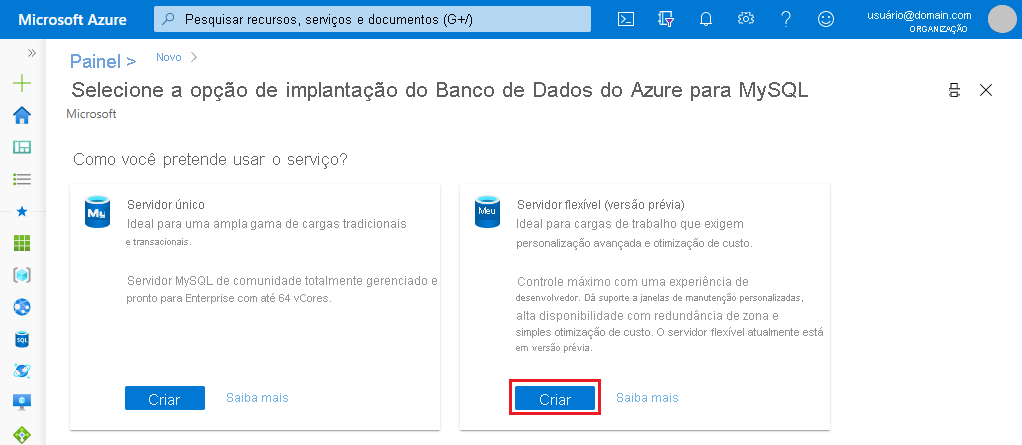 Microsoft Azure
Pesquisar recursos, serviços e documentos (G+/)
usuário@domain.com
ORGANIZAÇÃO
Painel >
Novo
Selecione a opção de implantação do Banco de Dados do Azure para MySQL
Microsoft
Como você pretende usar o serviço?
My
Servidor único
Ideal para uma ampla gama de cargas tradicionais
e transacionais.
Servidor MySQL de comunidade totalmente gerenciado e
pronto para Enterprise com até 64 vCores.
Criar
Saiba mais
Meu
Servidor flexível (versão prévia)
Ideal para cargas de trabalho que exigem
personalização avançada e otimização de custo.
Controle máximo com uma experiência de
desenvolvedor. Dá suporte a janelas de manutenção personalizadas,
alta disponibilidade com redundância de zona e
simples otimização de custo. O servidor flexível atualmente está
em versão prévia.
Criar
Saiba mais
SQL